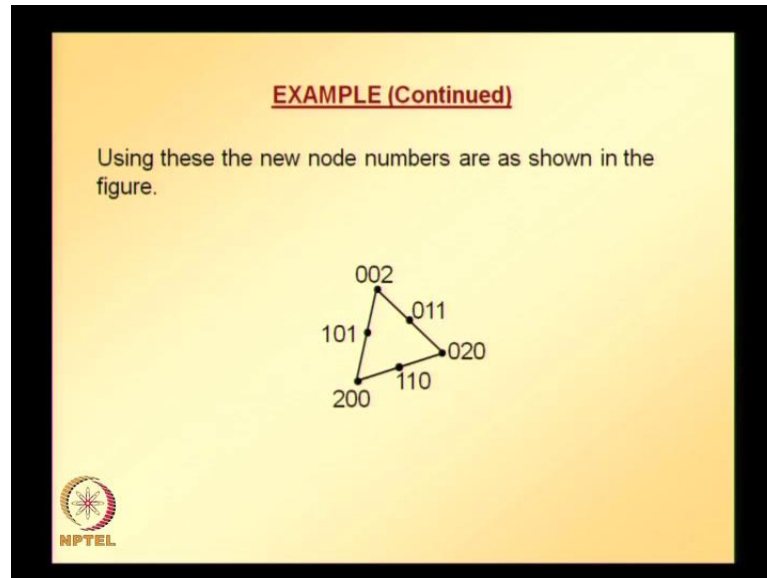 EXAMPLE (Continued)
Using these the new node numbers are as shown in the
figure.
002
011
101
020
110
200
NPTEL